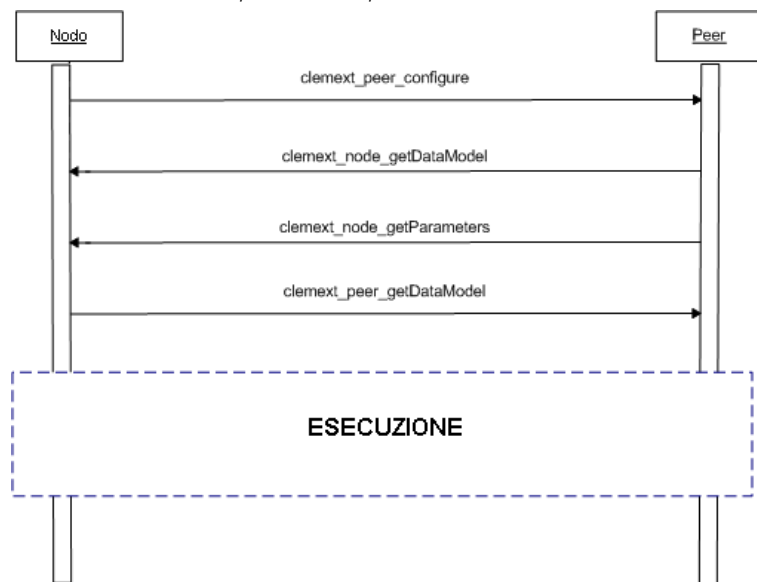 Nodo
Peer
clemext_peer_configure
clemext_node_getDataModel
clemext_node_getParameters
clemext_peer_getDataModel
ESECUZIONE